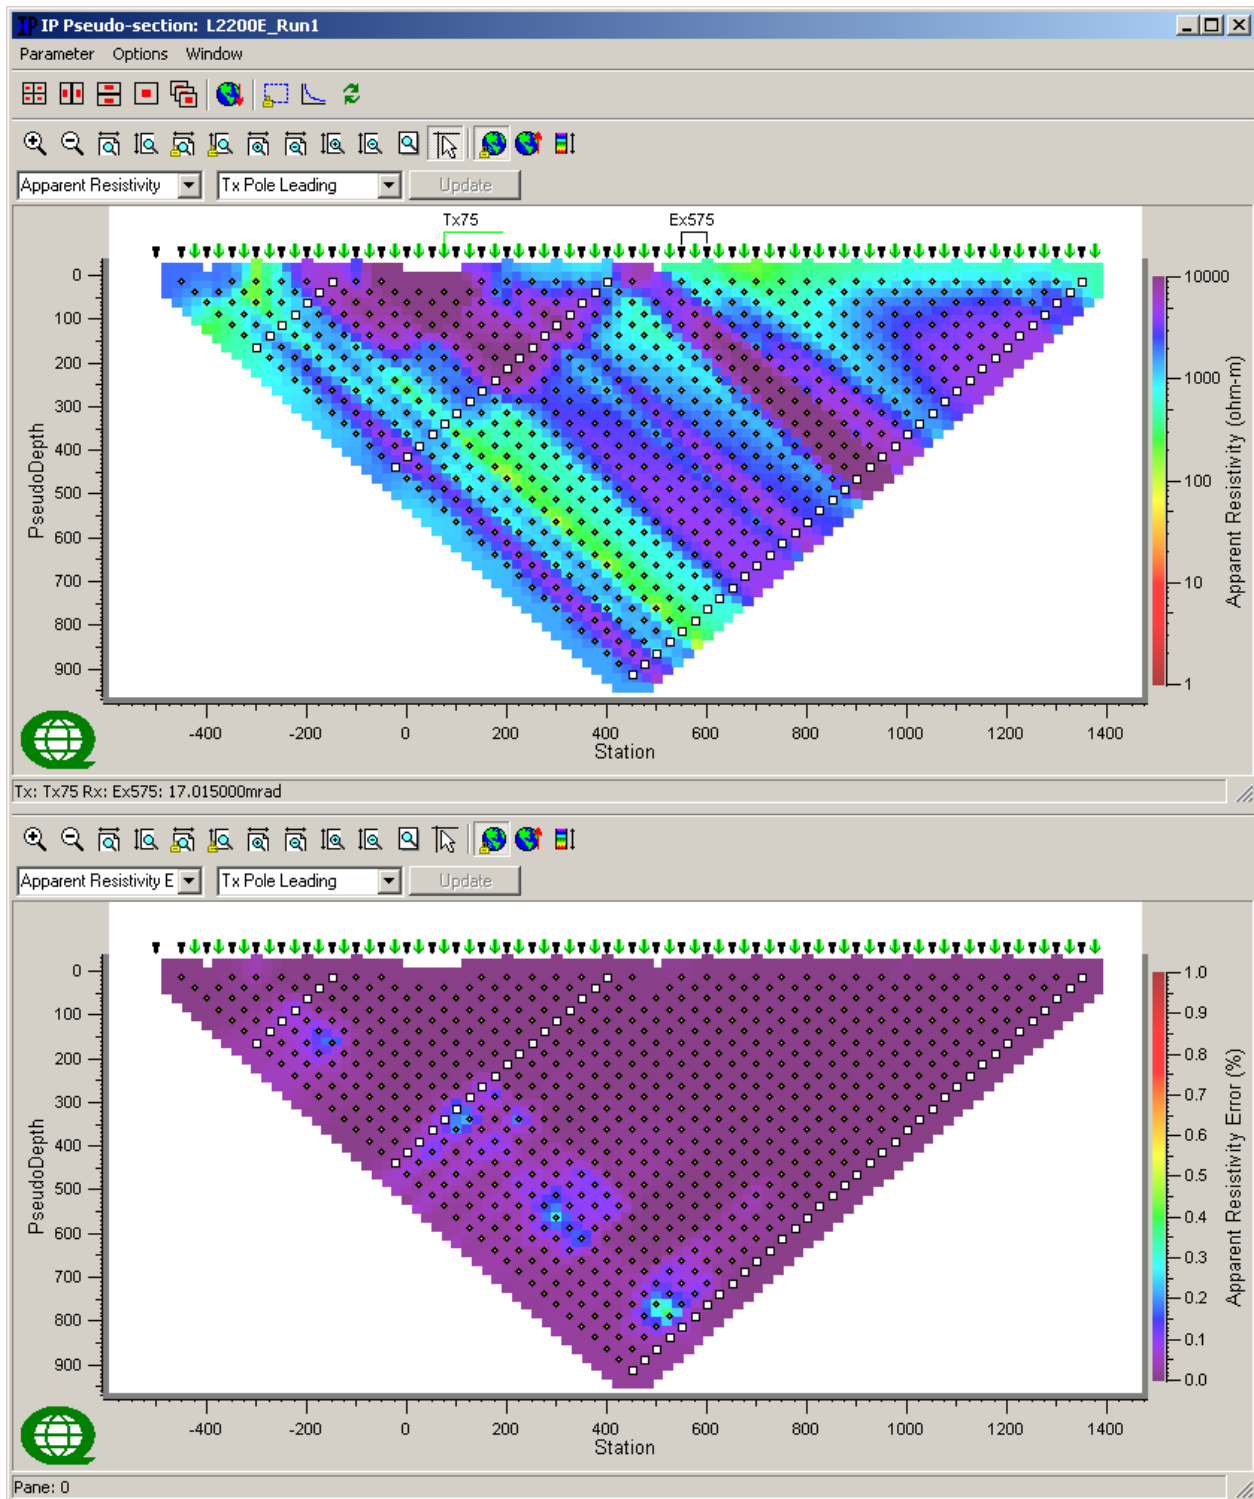 IP IP Pseudo-section: L2200E_Run1
Parameter Options Window
Apparent Resistivity Tx Pole Leading Update
Tx75 Ex575
0
100
200
300
400
500
600
700
800
900
PseudoDepth
-400 -200 0 200 400 600 800 1000 1200 1400
Station
10000
1000
100
10
1
Apparent Resistivity (ohm-m)
Tx: Tx75 Rx: Ex575: 17.015000mrad
Apparent Resistivity E Tx Pole Leading Update
0
100
200
300
400
500
600
700
800
900
PseudoDepth
-400 -200 0 200 400 600 800 1000 1200 1400
Station
1.0
0.9
0.8
0.7
0.6
0.5
0.4
0.3
0.2
0.1
0.0
Apparent Resistivity Error (%)
Pane: 0